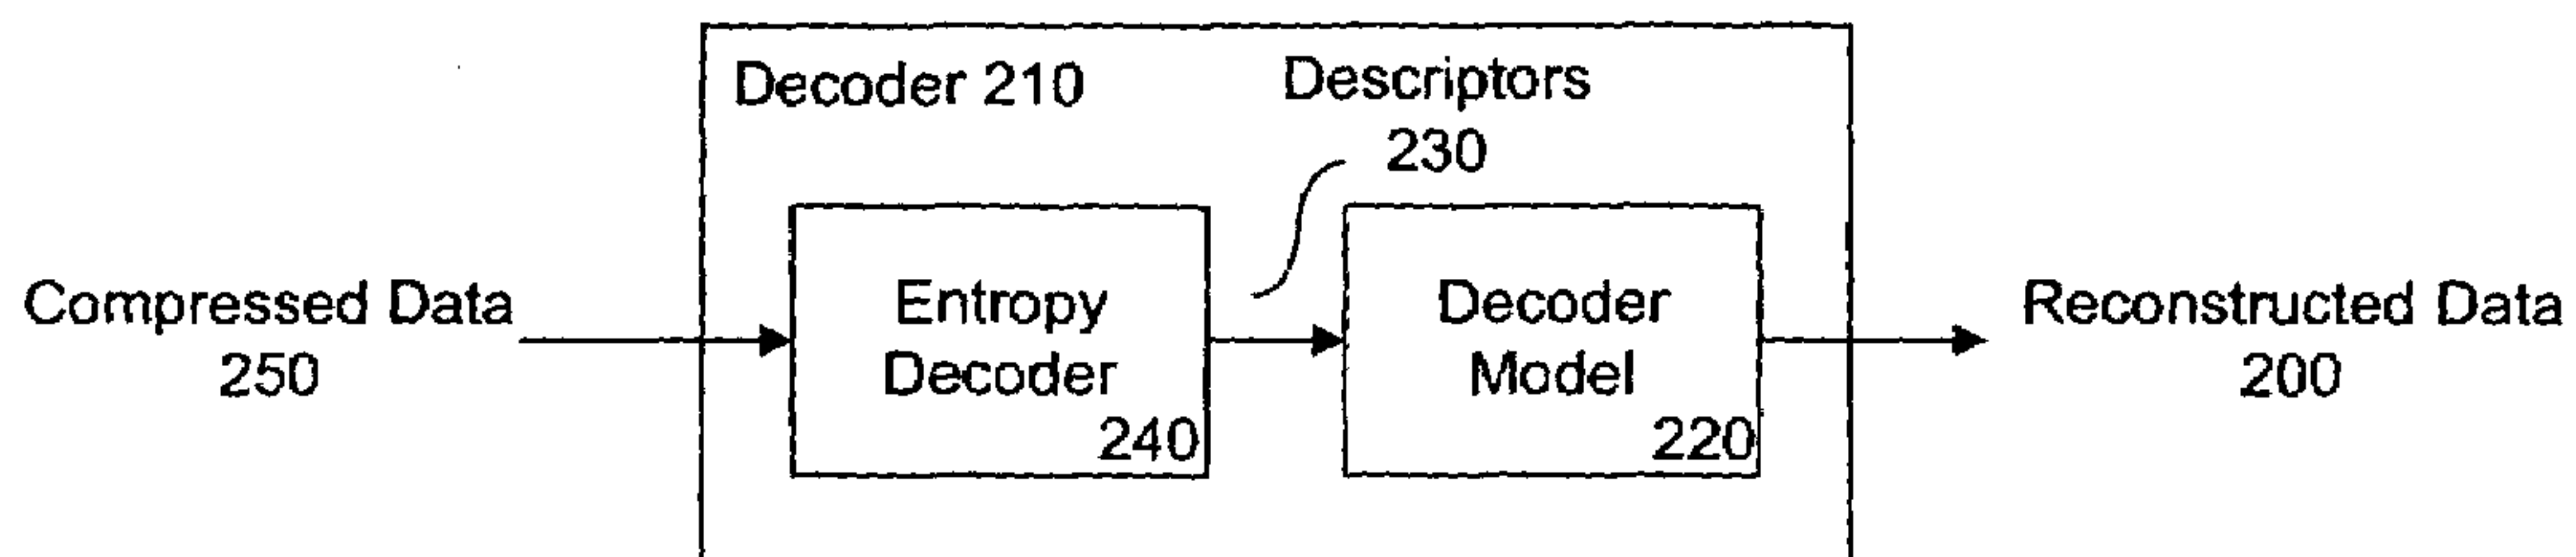 Decoder 210
Descriptors
230
Compressed Data
250
Entropy
Decoder
240
Decoder
Model
220
Reconstructed Data
200